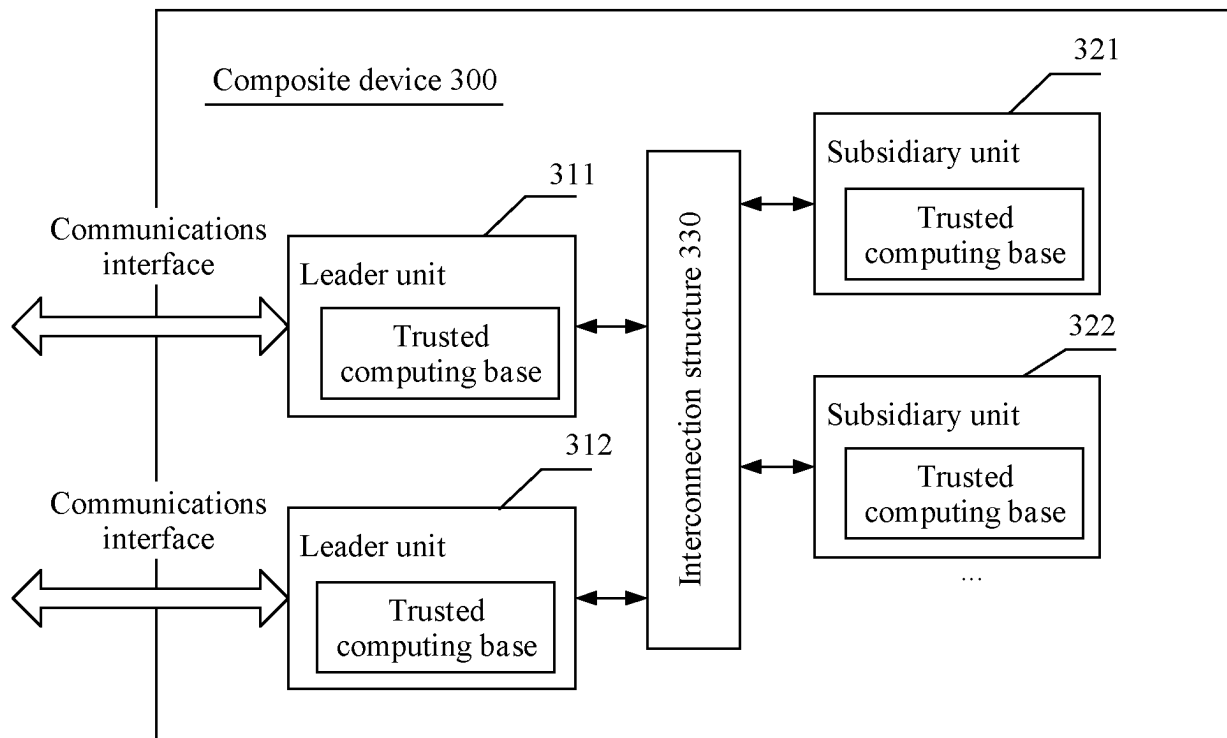 Composite device 300
321
Subsidiary unit
Trusted
computing base
311
Communications
interface
Leader unit
Trusted
computing base
Interconnection structure 330
322
Subsidiary unit
Trusted
computing base
...
312
Communications
interface
Leader unit
Trusted
computing base